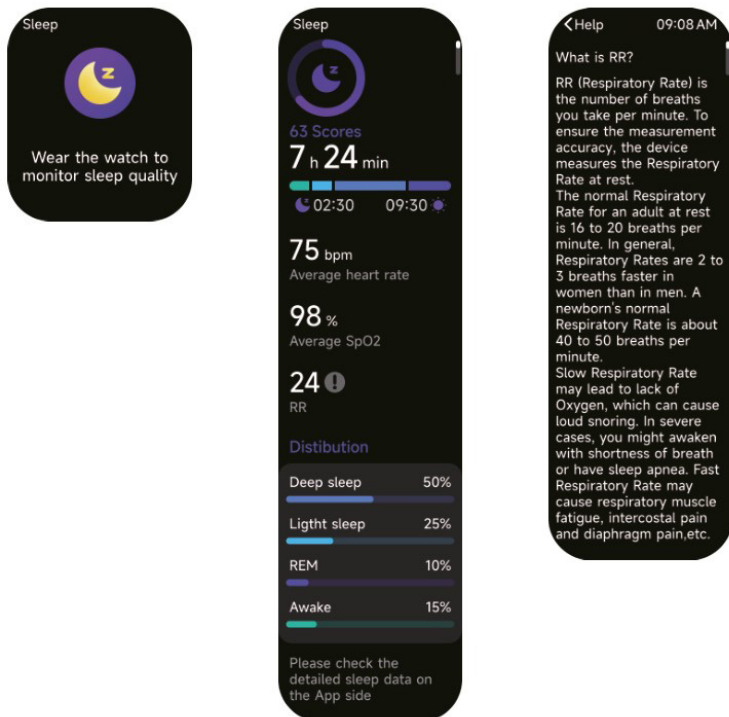 Sleep
Wear the watch to
monitor sleep quality
Sleep
63 Scores
7 h 24 min
02:30 09:30
75 bpm
Average heart rate
98 %
Average SpO2
24
RR
Distibution
Deep sleep 50%
Ligtht sleep 25%
REM 10%
Awake 15%
Please check the
detailed sleep data on
the App side
Help 09:08 AM
What is RR?
RR (Respiratory Rate) is
the number of breaths
you take per minute. To
ensure the measurement
accuracy, the device
measures the Respiratory
Rate at rest.
The normal Respiratory
Rate for an adult at rest
is 16 to 20 breaths per
minute. In general,
Respiratory Rates are 2 to
3 breaths faster in
women than in men. A
newborn's normal
Respiratory Rate is about
40 to 50 breaths per
minute.
Slow Respiratory Rate
may lead to lack of
Oxygen, which can cause
loud snoring. In severe
cases, you might awaken
with shortness of breath
or have sleep apnea. Fast
Respiratory Rate may
cause respiratory muscle
fatigue, intercostal pain
and diaphragm pain,etc.